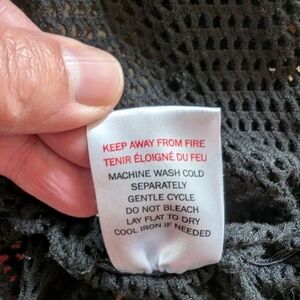 KEEP AWAY FROM FIRE
TENIR ÉLOIGNÉ DU FEU
MACHINE WASH COLD
SEPARATELY
GENTLE CYCLE
DO NOT BLEACH
LAY FLAT TO DRY
COOL IRON IF NEEDED